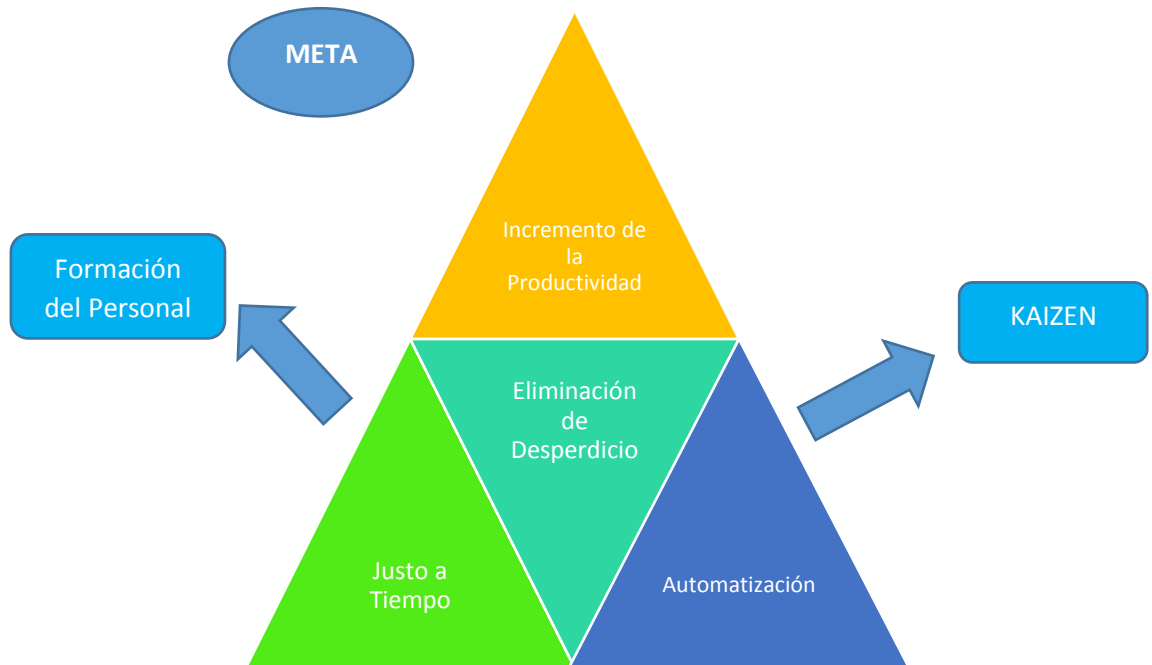 META
Incremento de
la
Productividad
Formación
del Personal
KAIZEN
Eliminación
de
Desperdicio
Justo a
Tiempo
Automatización